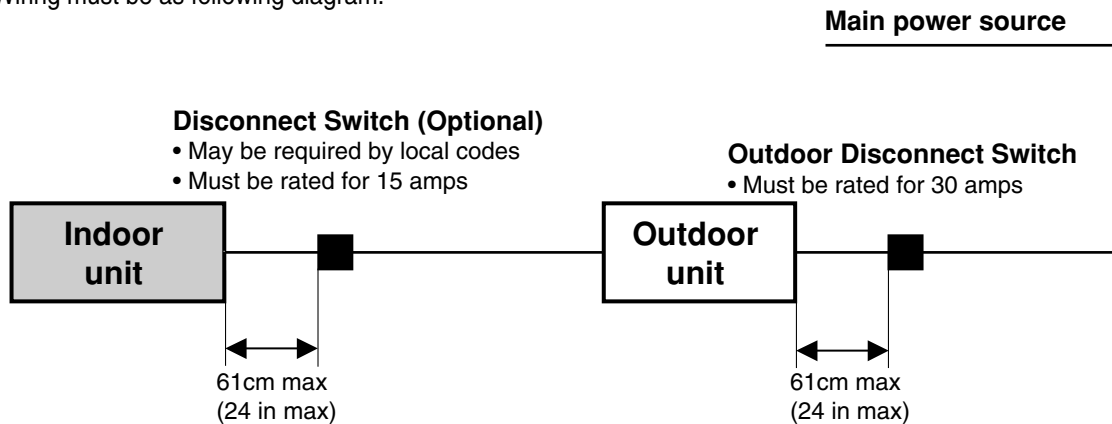 Wiring must be as following diagram.
Main power source
Disconnect Switch (Optional)
• May be required by local codes
• Must be rated for 15 amps
Outdoor Disconnect Switch
• Must be rated for 30 amps
Indoor
unit
Outdoor
unit
61cm max
(24 in max)
61cm max
(24 in max)